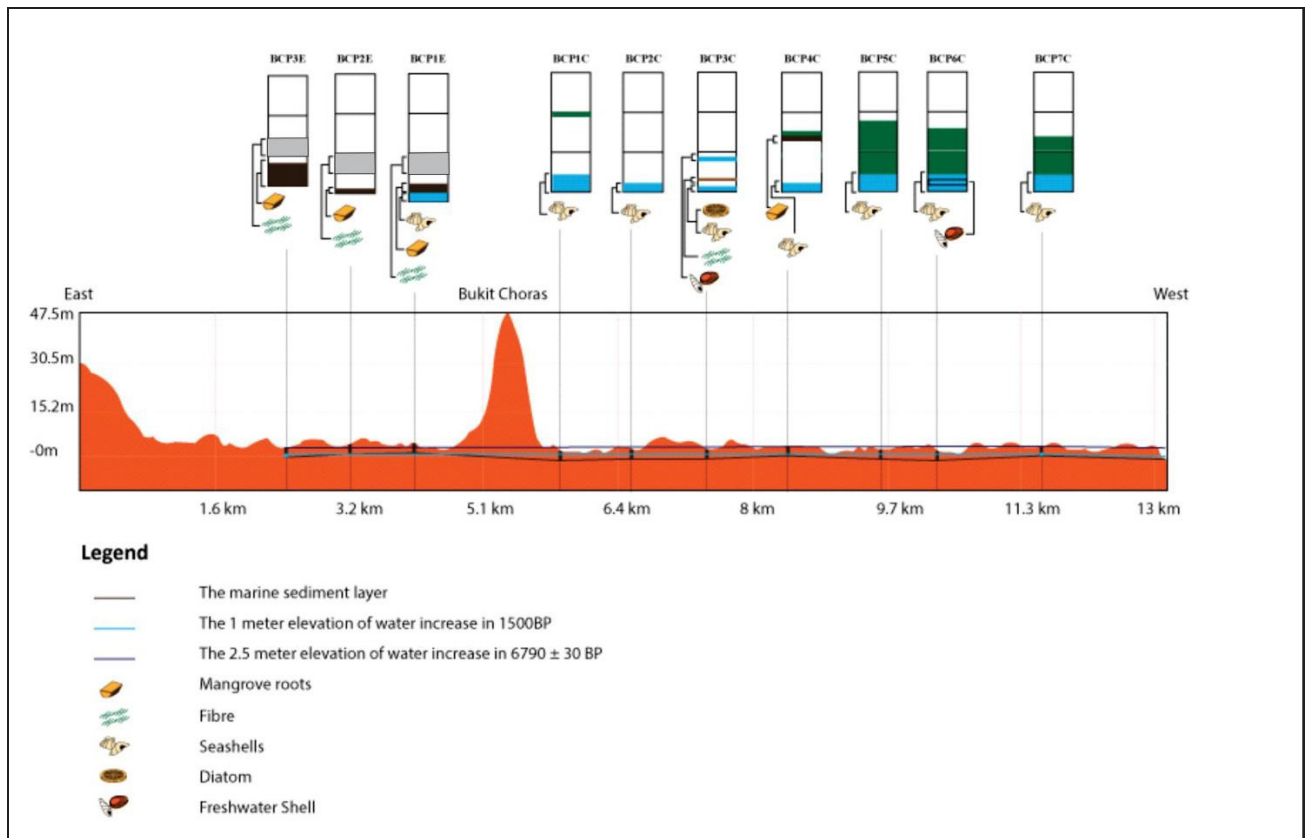 BCP3E BCP2E BCP1E BCP1C BCP2C BCP3C BCP4C BCP5C BCP6C BCP7C
East Bukit Choras West
47.5m
30.5m
15.2m
-0m
1.6 km 3.2 km 5.1 km 6.4 km 8 km 9.7 km 11.3 km 13 km
Legend
The marine sediment layer
The 1 meter elevation of water increase in 1500BP
The 2.5 meter elevation of water increase in 6790 ± 30 BP
Mangrove roots
Fibre
Seashells
Diatom
Freshwater Shell